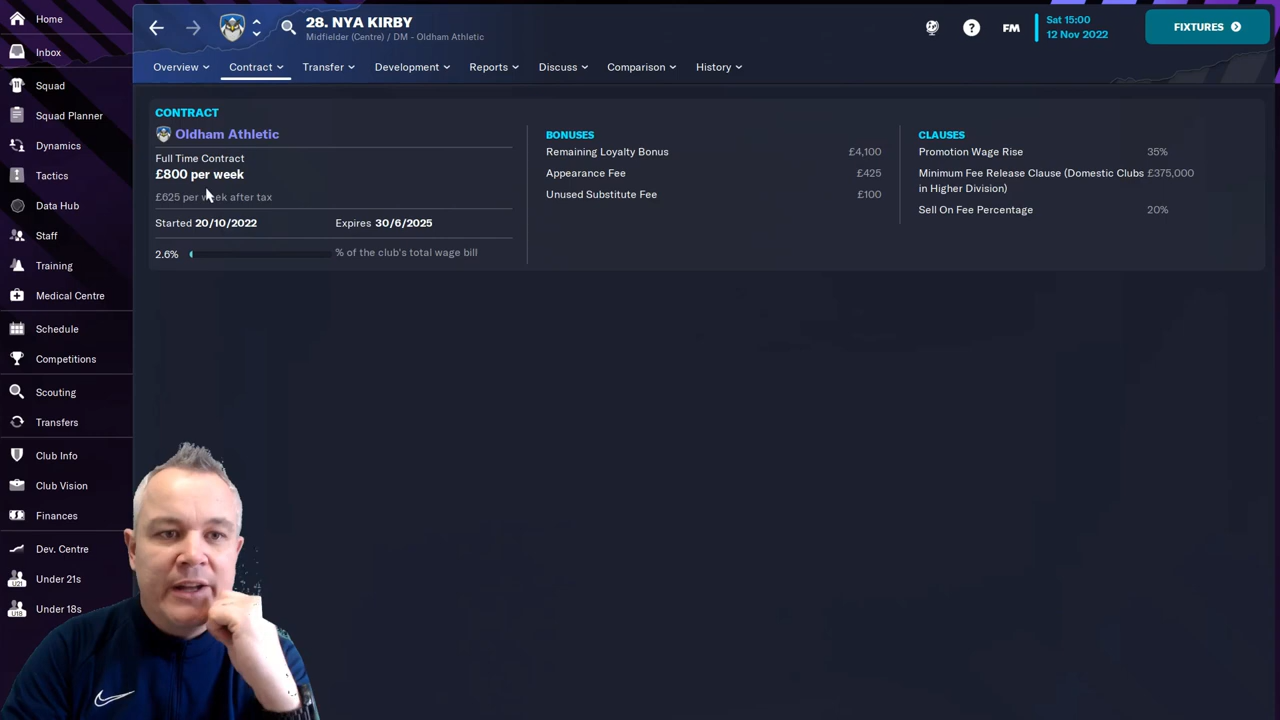 Home
Inbox
Squad
Squad Planner
Dynamics
Tactics
Data Hub
Staff
Training
Medical Centre
Schedule
Competitions
Scouting
Transfers
Club Info
Club Vision
Finances
Dev. Centre
U21 Under 21s
U18 Under 18s
28. NYA KIRBY
Midfielder (Centre) / DM - Oldham Athletic
? FM
Sat 15:00
12 Nov 2022
FIXTURES
Overview Contract Transfer Development Reports Discuss Comparison History
CONTRACT
Oldham Athletic
Full Time Contract
£800 per week
£625 per week after tax
Started 20/10/2022 Expires 30/6/2025
2.6% % of the club's total wage bill
BONUSES
Remaining Loyalty Bonus £4,100
Appearance Fee £425
Unused Substitute Fee £100
CLAUSES
Promotion Wage Rise 35%
Minimum Fee Release Clause (Domestic Clubs £375,000
in Higher Division)
Sell On Fee Percentage 20%